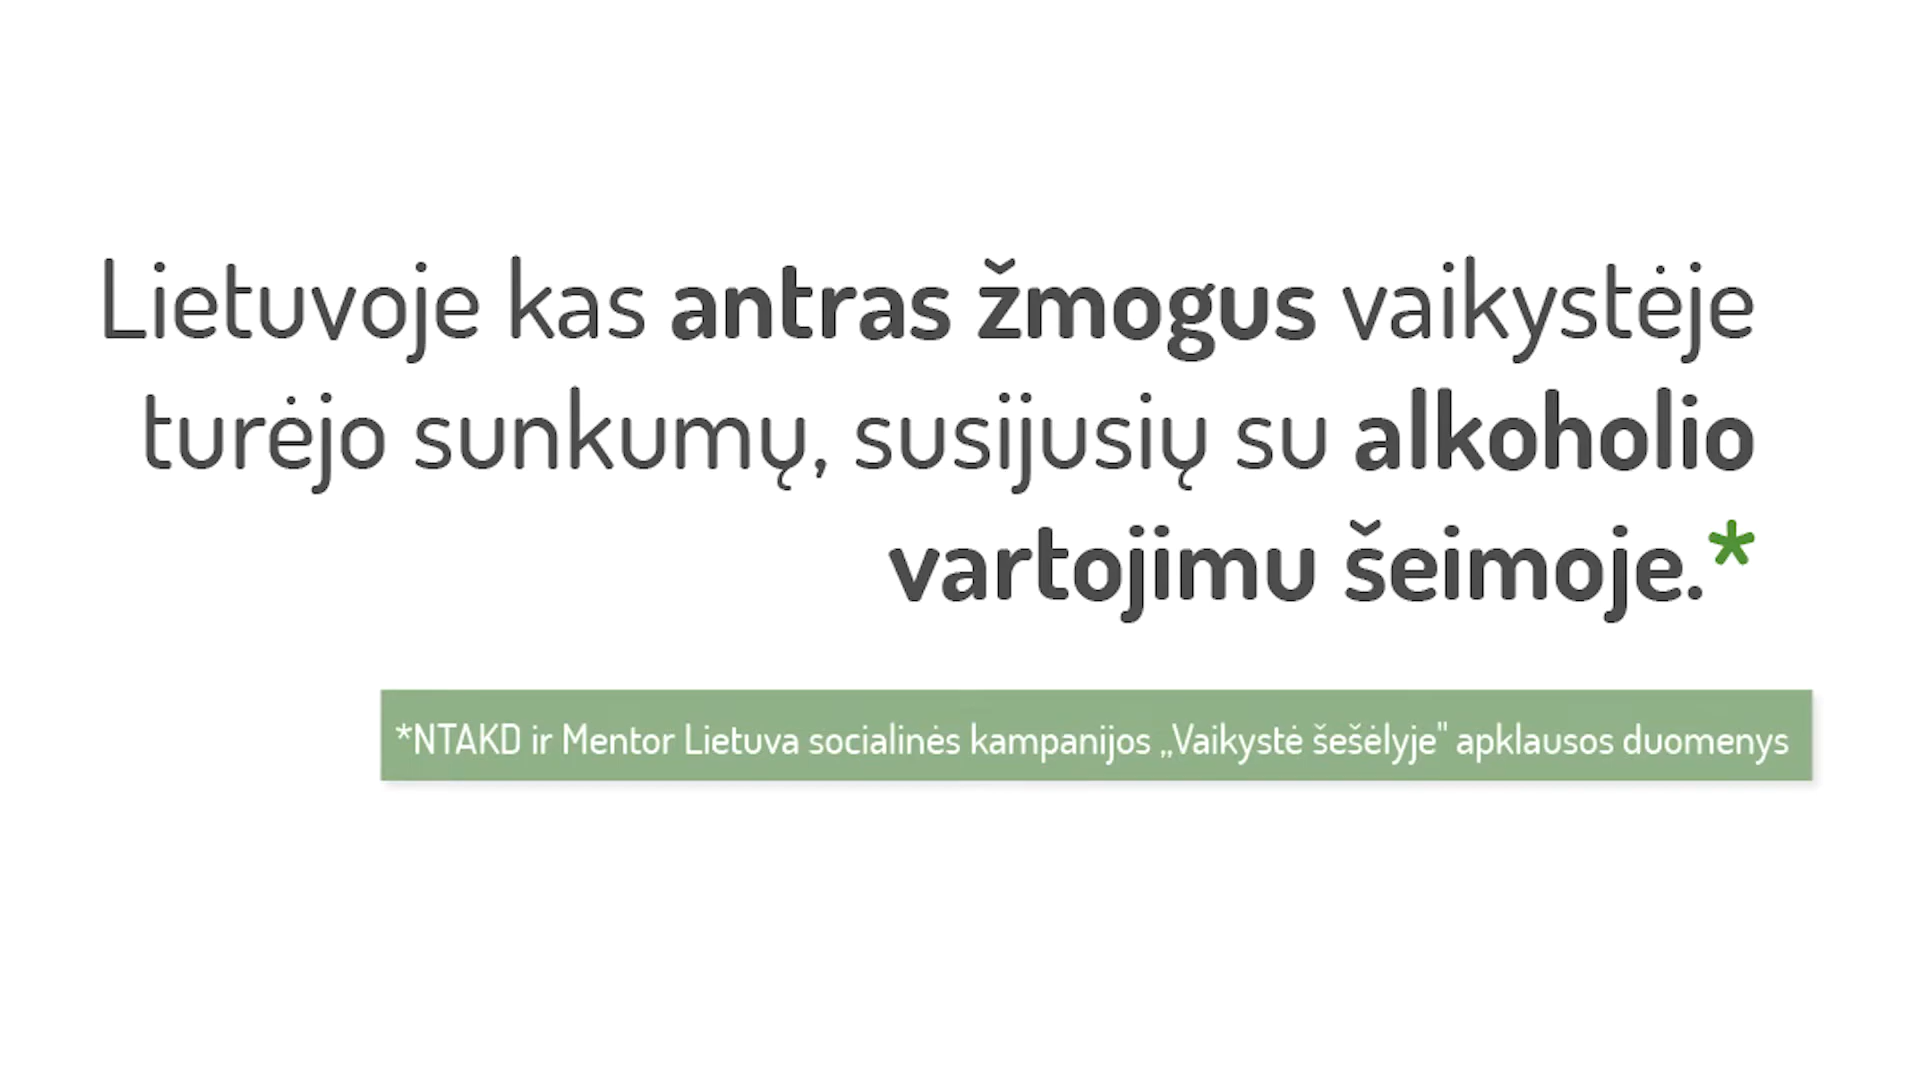 Lietuvoje kas antras žmogus vaikystėje
turėjo sunkumų, susijusių su alkoholio
vartojimu šeimoje.*
*NTAKD ir Mentor Lietuva socialinės kampanijos „Vaikystė šešėlyje" apklausos duomenys